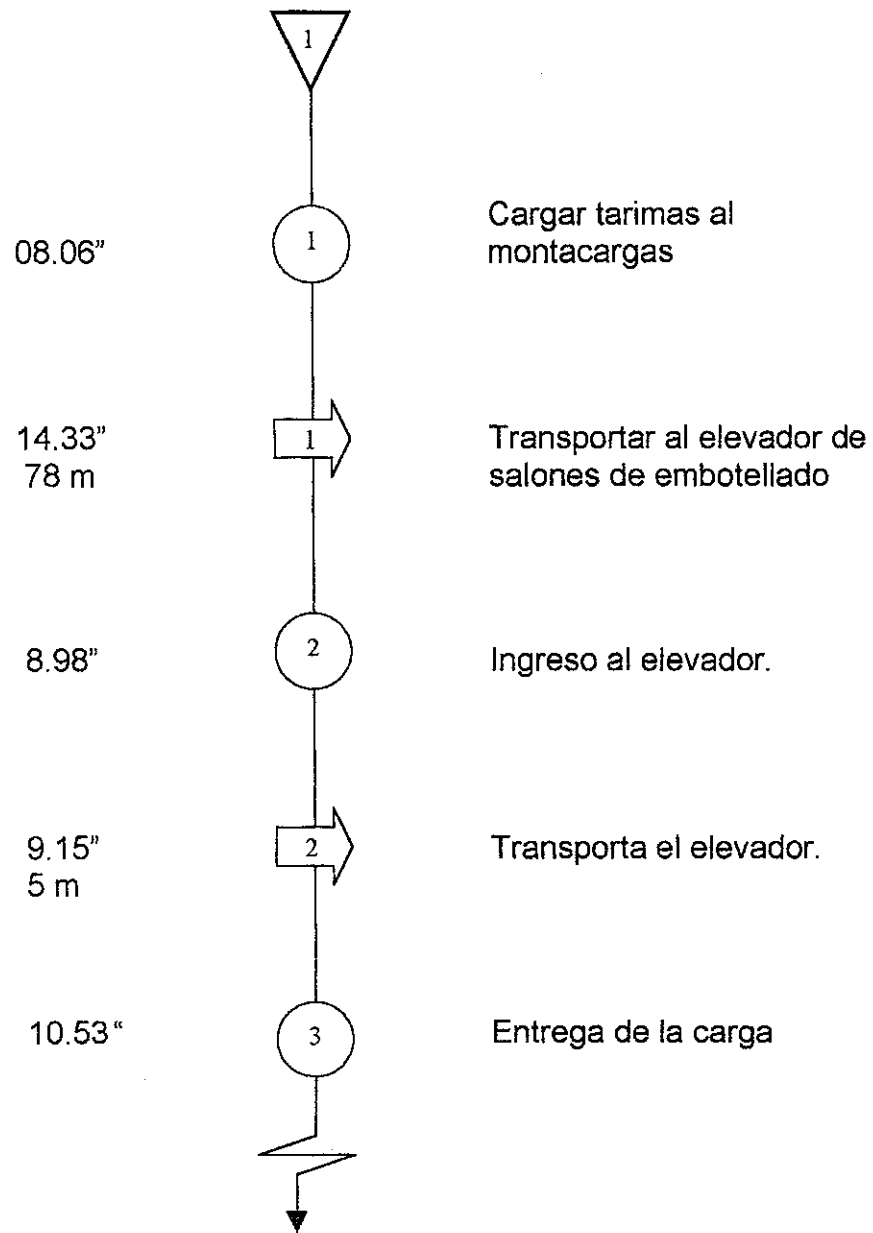 1
08.06”
1
Cargar tarimas al
montacargas
14.33”
78 m
1
Transportar al elevador de
salones de embotellado
8.98”
2
Ingreso al elevador.
9.15”
5 m
2
Transporta el elevador.
10.53“
3
Entrega de la carga